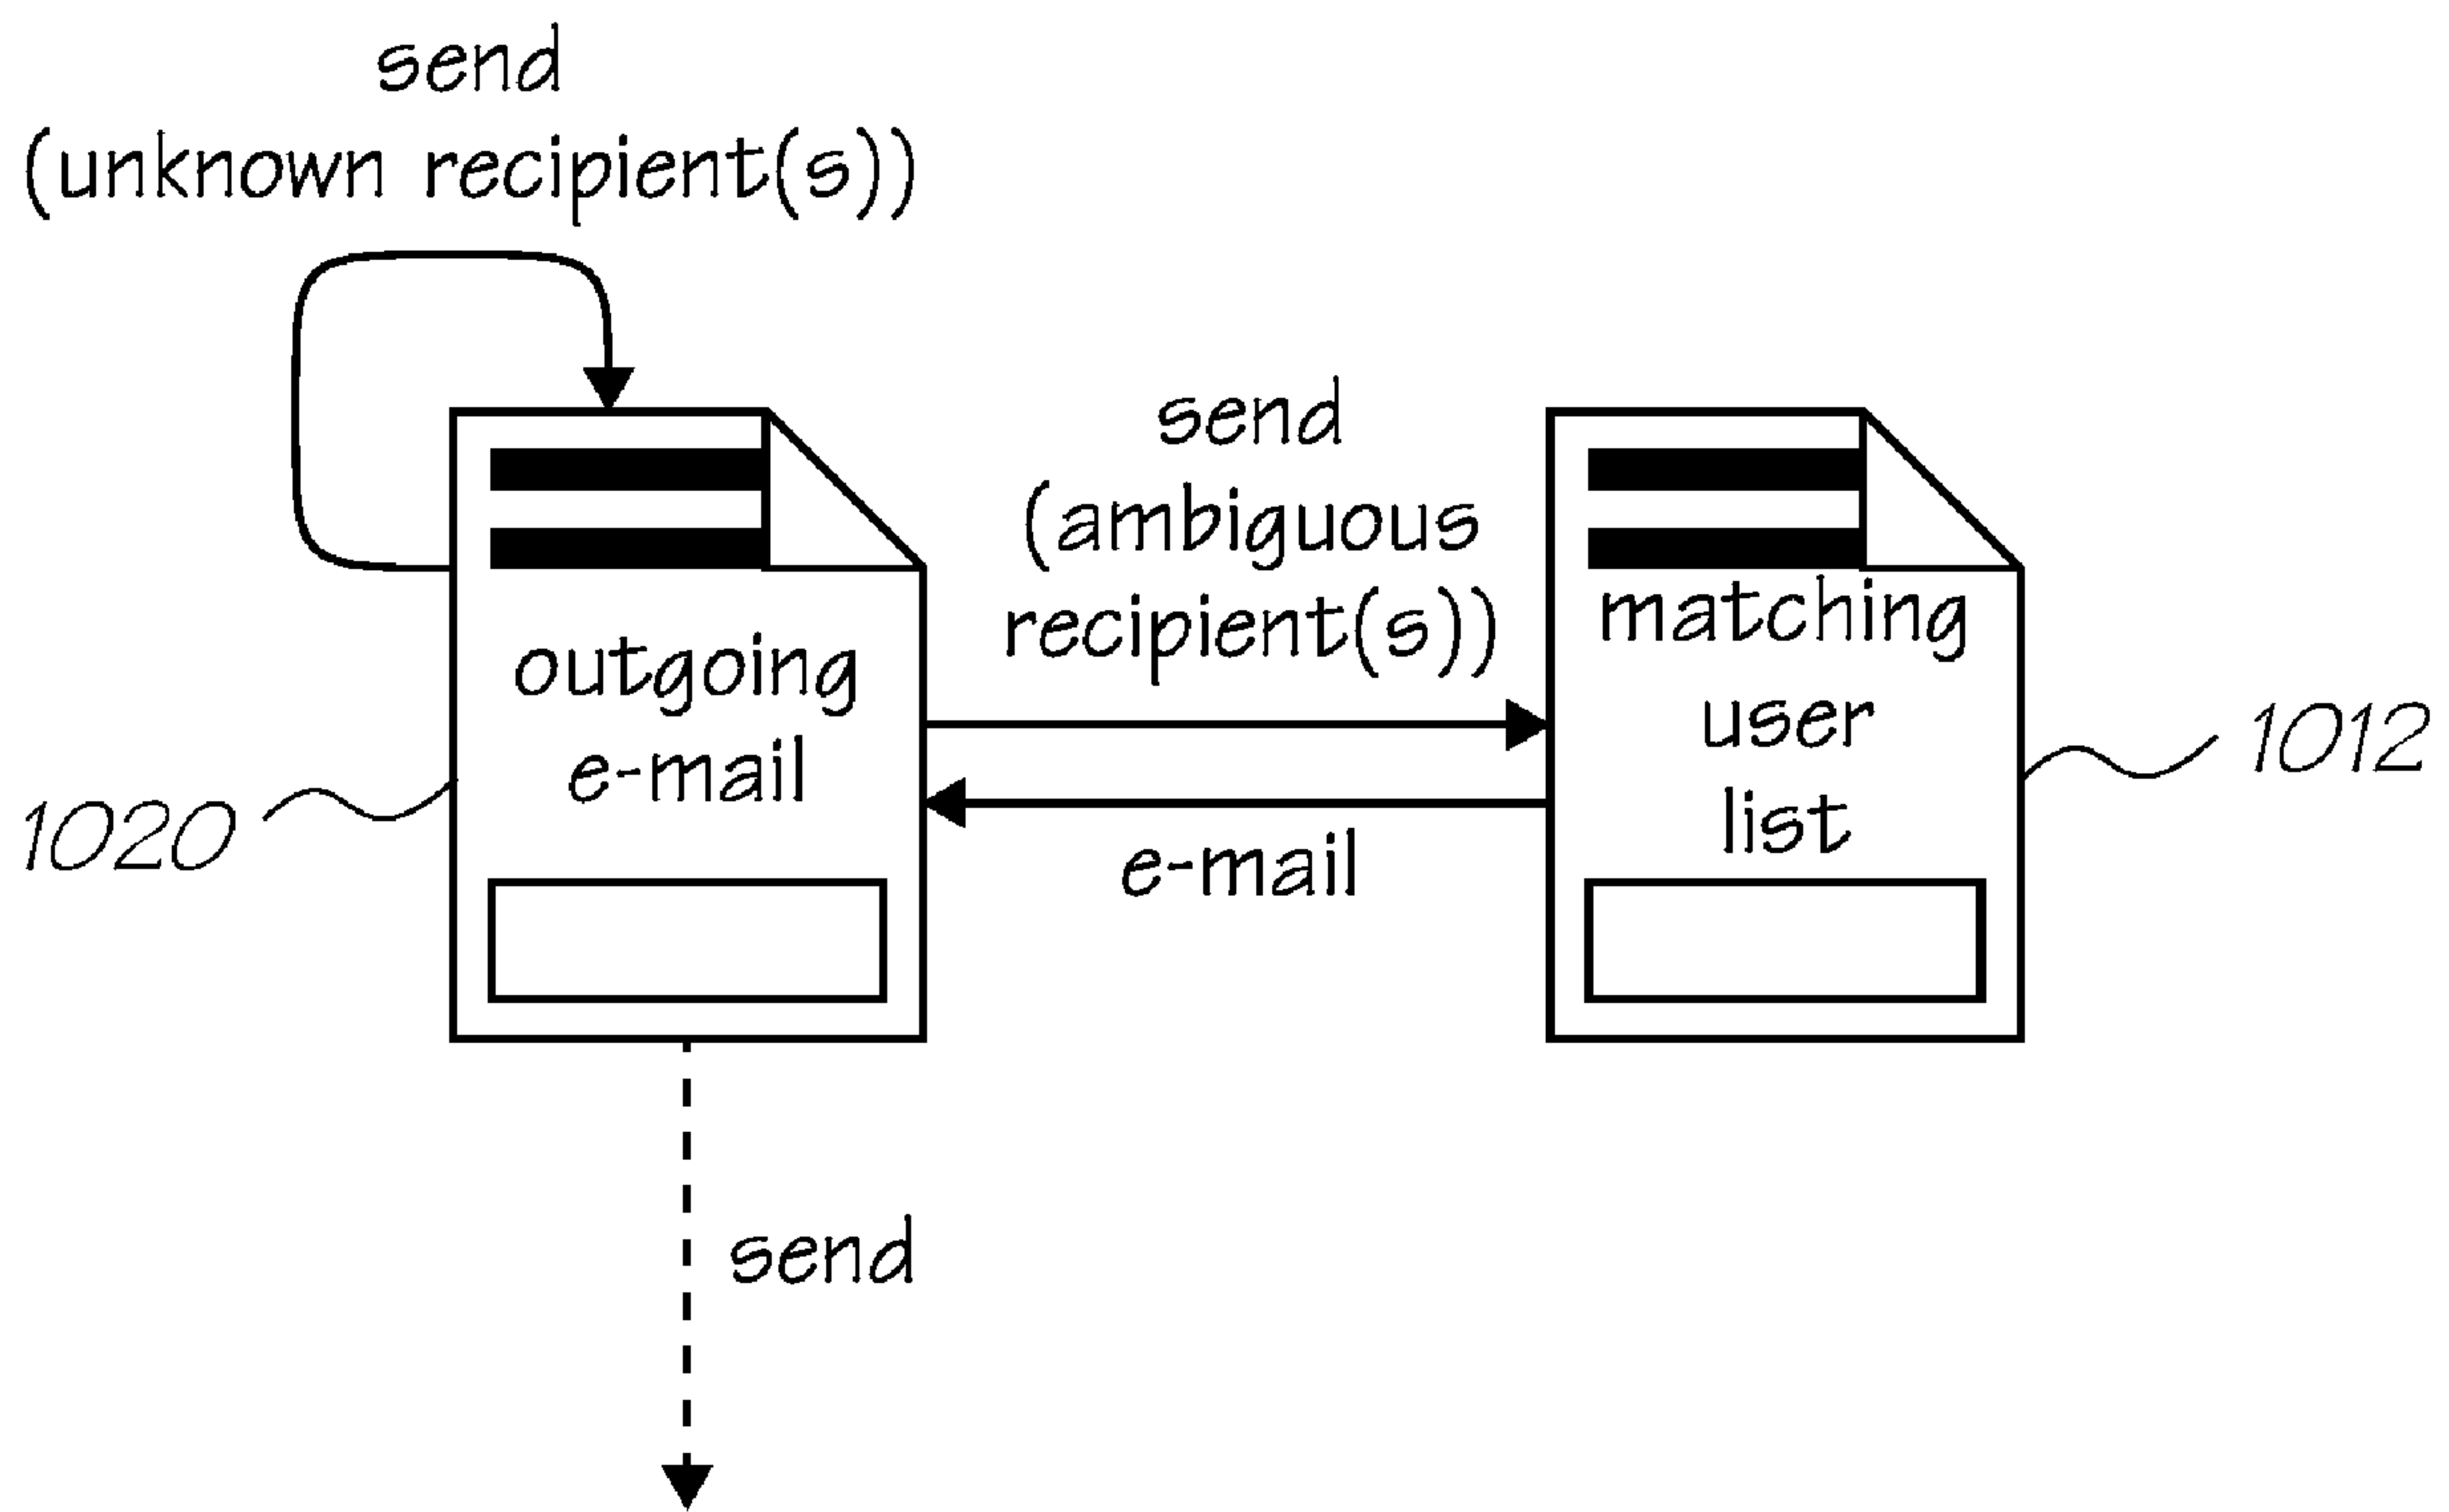 send
(unknown recipient(s))
send
(ambiguous
recipient(s))
outgoing
e-mail
1020
matching
user
list
1012
e-mail
send